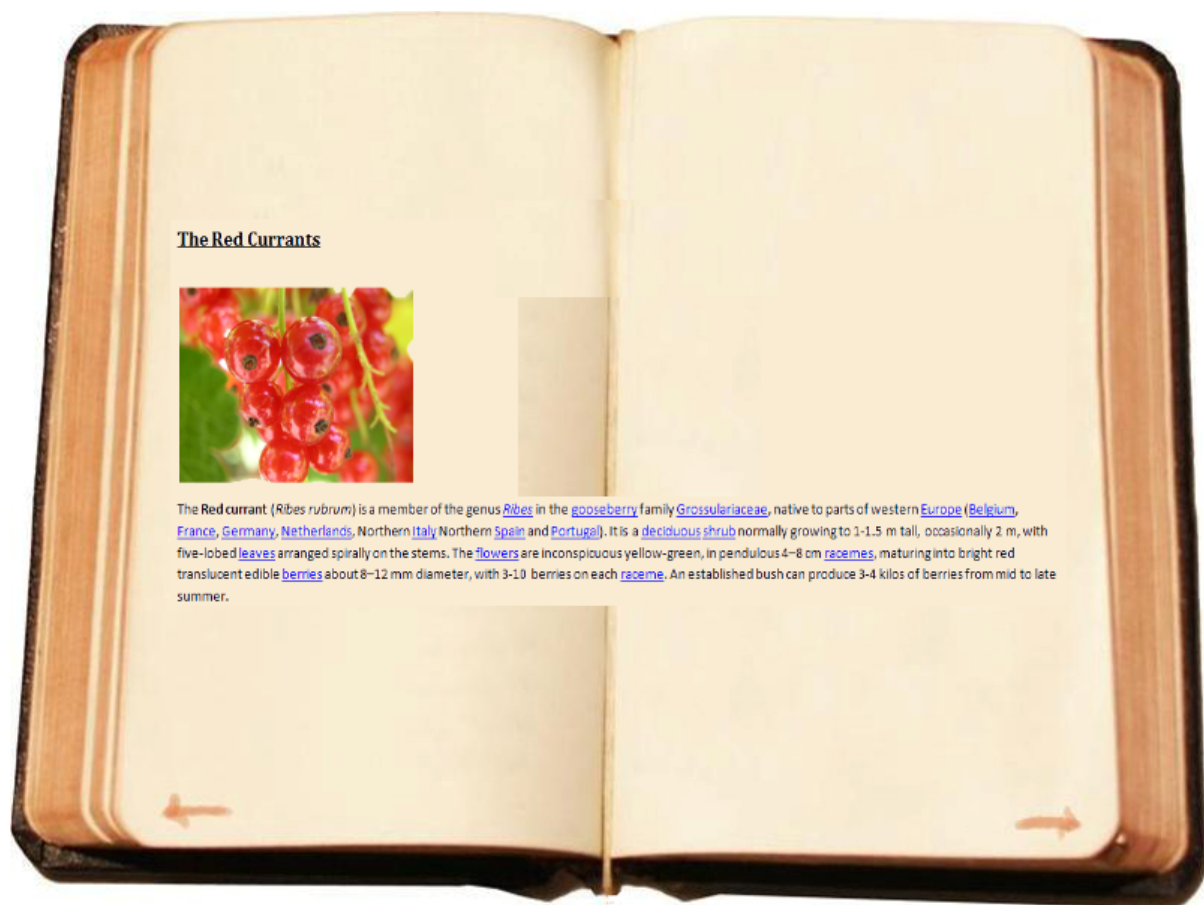 The Red Currants
The Red currant (Ribes rubrum) is a member of the genus Ribes in the gooseberry family Grossulariaceae, native to parts of western Europe (Belgium,
France, Germany, Netherlands, Northern Italy Northern Spain and Portugal). It is a deciduous shrub normally growing to 1-1.5 m tall, occasionally 2 m, with
five-lobed leaves arranged spirally on the stems. The flowers are inconspicuous yellow-green, in pendulous 4–8 cm racemes, maturing into bright red
translucent edible berries about 8–12 mm diameter, with 3-10 berries on each raceme. An established bush can produce 3-4 kilos of berries from mid to late
summer.